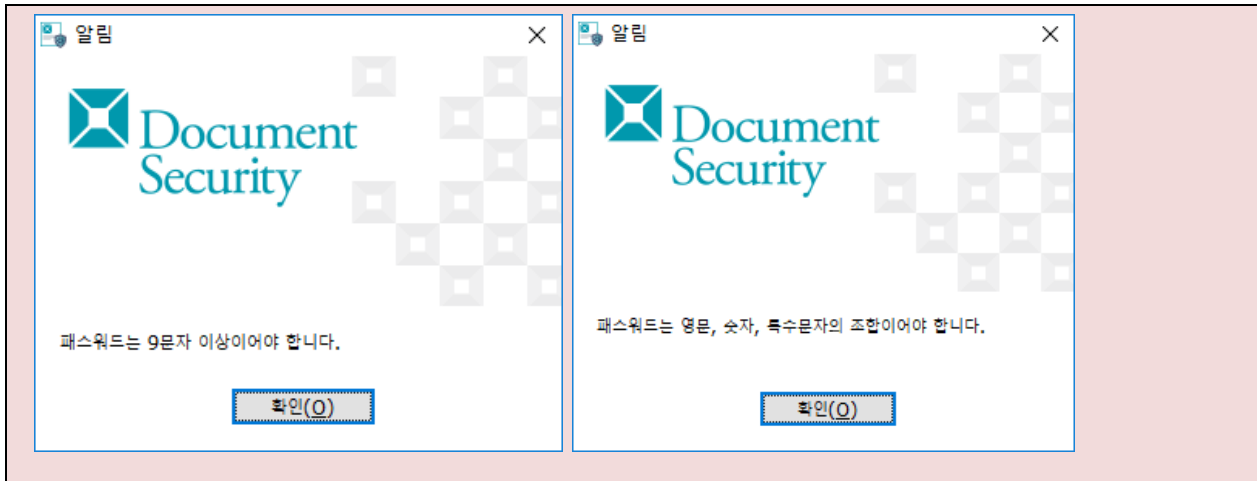 알림
Document
Security
패스워드는 9문자 이상이어야 합니다.
확인(O)
알림
Document
Security
패스워드는 영문, 숫자, 특수문자의 조합이어야 합니다.
확인(O)